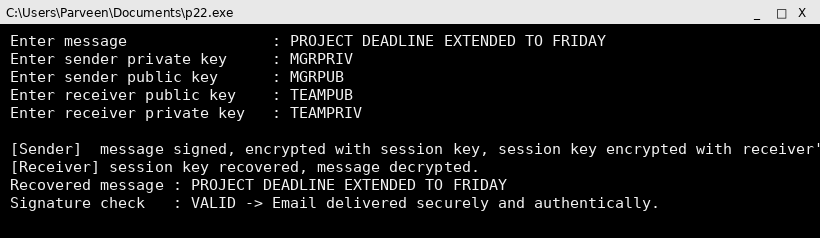 C:\Users\Parveen\Documents\p22.exe
Enter message                : PROJECT DEADLINE EXTENDED TO FRIDAY
Enter sender private key     : MGRPRIV
Enter sender public key      : MGRPUB
Enter receiver public key    : TEAMPUB
Enter receiver private key   : TEAMPRIV
[Sender]  message signed, encrypted with session key, session key encrypted with receiver'
[Receiver] session key recovered, message decrypted.
Recovered message : PROJECT DEADLINE EXTENDED TO FRIDAY
Signature check   : VALID -> Email delivered securely and authentically.